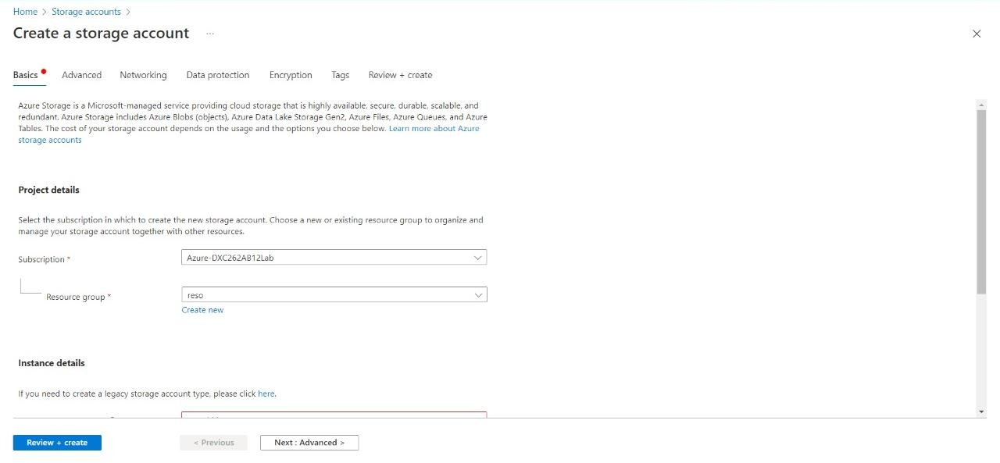 Home > Storage accounts >
Create a storage account ...
Basics Advanced Networking Data protection Encryption Tags Review + create
Azure Storage is a Microsoft-managed service providing cloud storage that is highly available, secure, durable, scalable, and
redundant. Azure Storage includes Azure Blobs (objects), Azure Data Lake Storage Gen2, Azure Files, Azure Queues, and Azure
Tables. The cost of your storage account depends on the usage and the options you choose below. Learn more about Azure
storage accounts
Project details
Select the subscription in which to create the new storage account. Choose a new or existing resource group to organize and
manage your storage account together with other resources.
Subscription * Azure-DXC262AB12Lab
Resource group * reso
Create new
Instance details
If you need to create a legacy storage account type, please click here.
Review + create < Previous Next : Advanced >